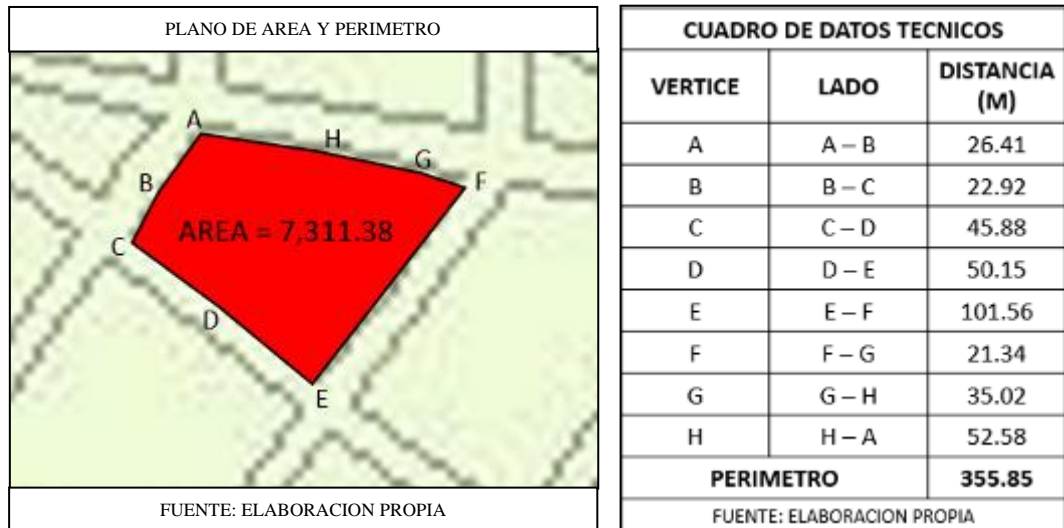 PLANO DE AREA Y PERIMETRO
A
H
G
F
B
AREA = 7,311.38
C
D
E
FUENTE: ELABORACION PROPIA
CUADRO DE DATOS TECNICOS
VERTICE LADO DISTANCIA (M)
A A – B 26.41
B B – C 22.92
C C – D 45.88
D D – E 50.15
E E – F 101.56
F F – G 21.34
G G – H 35.02
H H – A 52.58
PERIMETRO 355.85
FUENTE: ELABORACION PROPIA